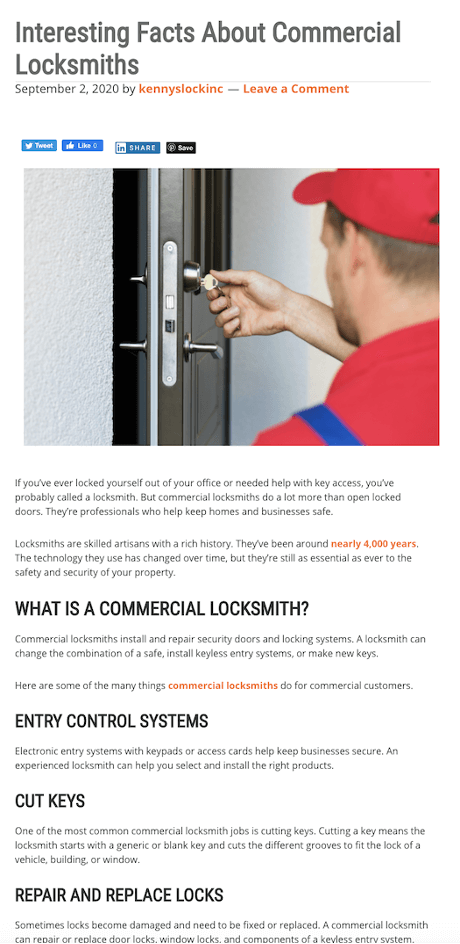 Interesting Facts About Commercial
Locksmiths
September 2, 2020 by kennyslockinc — Leave a Comment
Tweet Like 0 in SHARE Save
If you’ve ever locked yourself out of your office or needed help with key access, you’ve
probably called a locksmith. But commercial locksmiths do a lot more than open locked
doors. They’re professionals who help keep homes and businesses safe.
Locksmiths are skilled artisans with a rich history. They’ve been around nearly 4,000 years.
The technology they use has changed over time, but they’re still as essential as ever to the
safety and security of your property.
WHAT IS A COMMERCIAL LOCKSMITH?
Commercial locksmiths install and repair security doors and locking systems. A locksmith can
change the combination of a safe, install keyless entry systems, or make new keys.
Here are some of the many things commercial locksmiths do for commercial customers.
ENTRY CONTROL SYSTEMS
Electronic entry systems with keypads or access cards help keep businesses secure. An
experienced locksmith can help you select and install the right products.
CUT KEYS
One of the most common commercial locksmith jobs is cutting keys. Cutting a key means the
locksmith starts with a generic or blank key and cuts the different grooves to fit the lock of a
vehicle, building, or window.
REPAIR AND REPLACE LOCKS
Sometimes locks become damaged and need to be fixed or replaced. A commercial locksmith
can repair or replace door locks, window locks, and components of a keyless entry system.